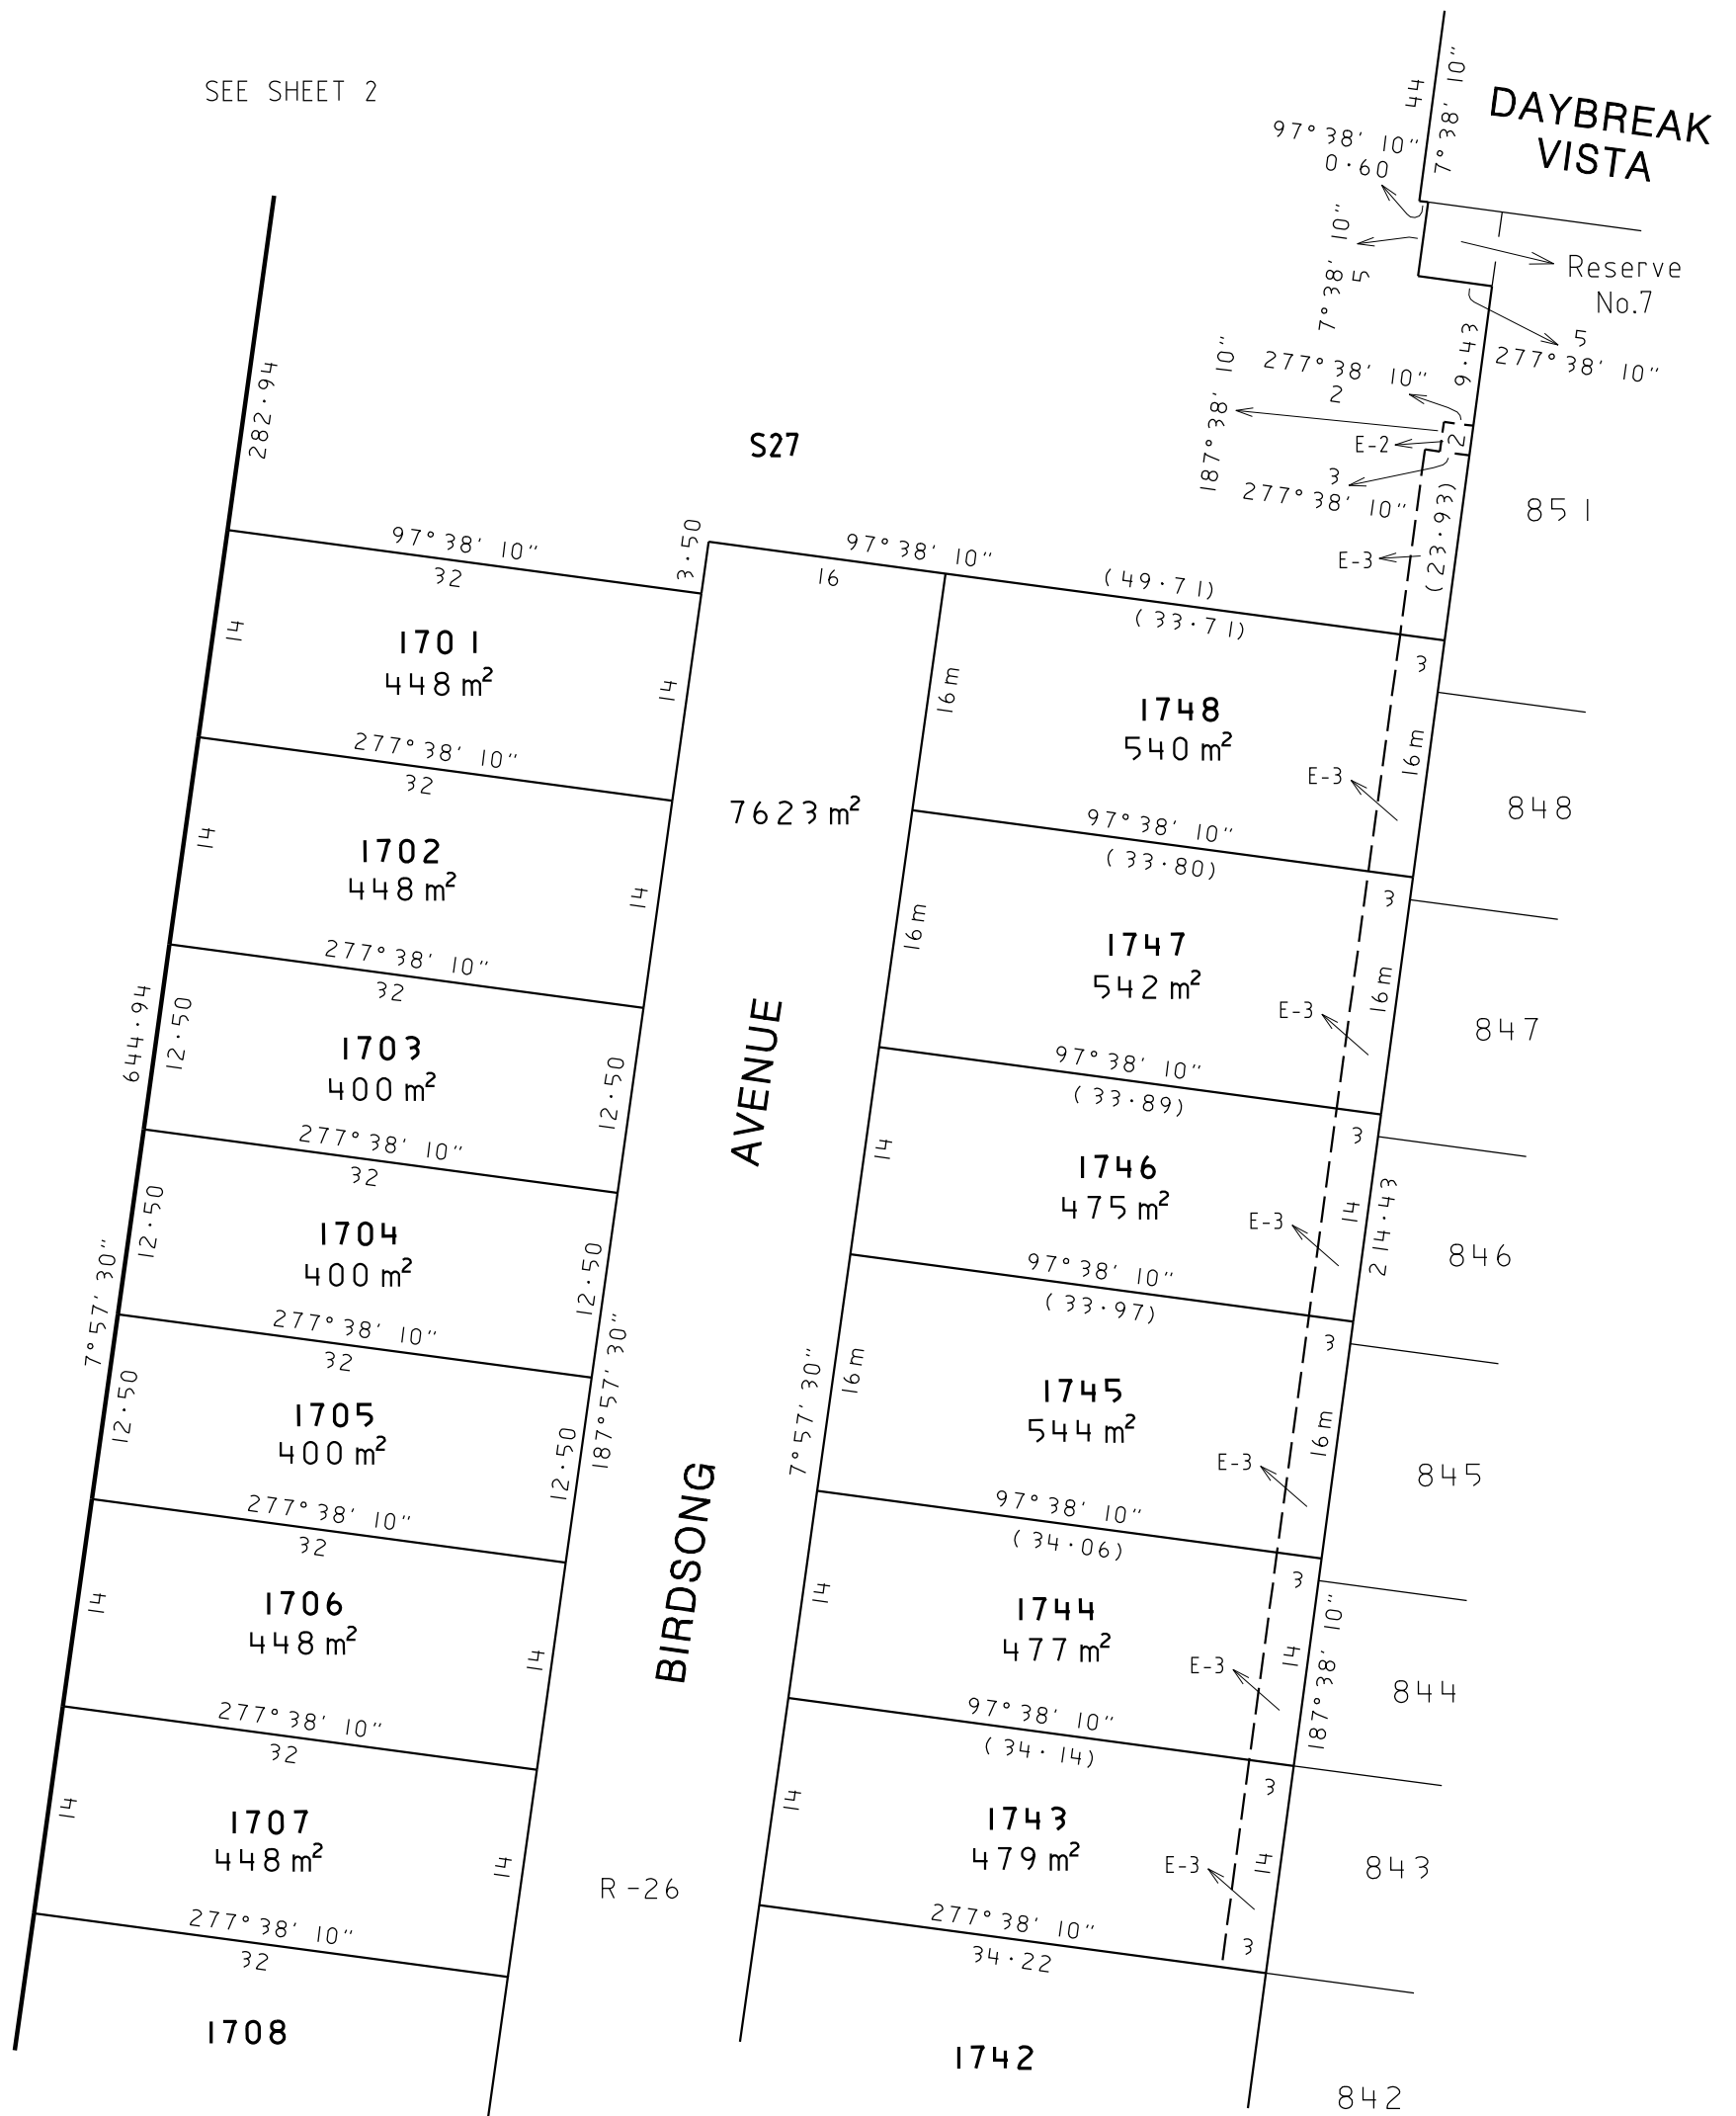 SEE SHEET 2
44
7°38' 10"
DAYBREAK
VISTA
97°38' 10"
0·60
7°38' 10"
5
Reserve
No.7
5
277°38' 10"
9·43
277°38' 10"
2
187°38' 10"
E-2
2
3
277°38' 10"
(23·93)
E-3
851
282·94
S27
97°38' 10"
32
3·50
97°38' 10"
16
(49·71)
(33·71)
14
1701
448 m²
14
16m
1748
540 m²
3
16m
E-3
848
277°38' 10"
32
7623 m²
97°38' 10"
(33·80)
14
1702
448 m²
14
16m
1747
542 m²
3
16m
E-3
847
277°38' 10"
32
644·94
12·50
1703
400 m²
12·50
AVENUE
97°38' 10"
(33·89)
14
1746
475 m²
3
14
214·43
E-3
846
277°38' 10"
32
12·50
1704
400 m²
12·50
97°38' 10"
(33·97)
7°57' 30"
277°38' 10"
32
187°57' 30"
12·50
1705
400 m²
12·50
7°57' 30"
16m
1745
544 m²
3
16m
E-3
845
BIRDSONG
277°38' 10"
32
97°38' 10"
(34·06)
14
1706
448 m²
14
14
1744
477 m²
3
14
187°38' 10"
E-3
844
277°38' 10"
32
97°38' 10"
(34·14)
14
1707
448 m²
14
R-26
14
1743
479 m²
3
14
E-3
843
277°38' 10"
32
277°38' 10"
34·22
3
1708
1742
842